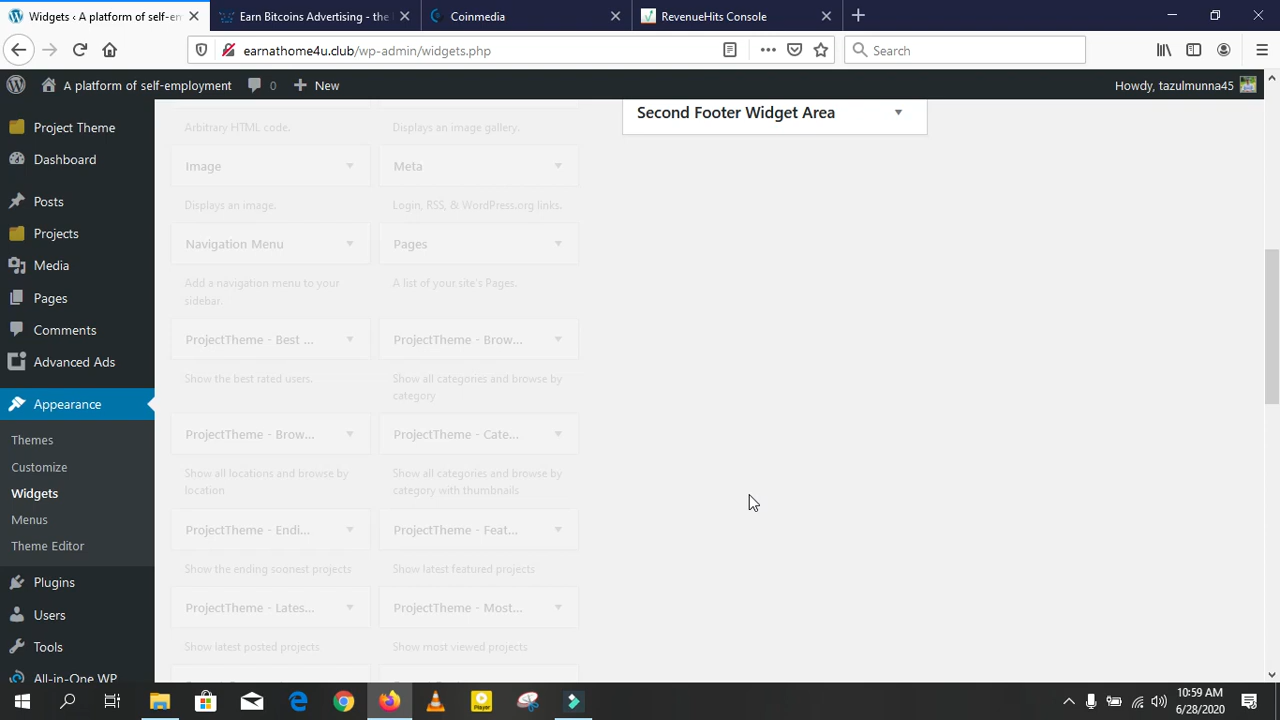 Widgets ‹ A platform of self-em
Earn Bitcoins Advertising - the
Coinmedia
RevenueHits Console
earnathome4u.club/wp-admin/widgets.php
Search
A platform of self-employment
0
New
Howdy, tazulmunna45
Project Theme
Dashboard
Posts
Projects
Media
Pages
Comments
Advanced Ads
Appearance
Themes
Customize
Widgets
Menus
Theme Editor
Plugins
Users
Tools
All-in-One WP
Arbitrary HTML code.
Displays an image gallery.
Image
Meta
Displays an image.
Login, RSS, & WordPress.org links.
Navigation Menu
Pages
Add a navigation menu to your
sidebar.
A list of your site's Pages.
ProjectTheme - Best ...
ProjectTheme - Brow...
Show the best rated users.
Show all categories and browse by
category
ProjectTheme - Brow...
ProjectTheme - Cate...
Show all locations and browse by
location
Show all categories and browse by
category with thumbnails
ProjectTheme - Endi...
ProjectTheme - Feat...
Show the ending soonest projects
Show latest featured projects
ProjectTheme - Lates...
ProjectTheme - Most...
Show latest posted projects
Show most viewed projects
Second Footer Widget Area
Player
10:59 AM
6/28/2020